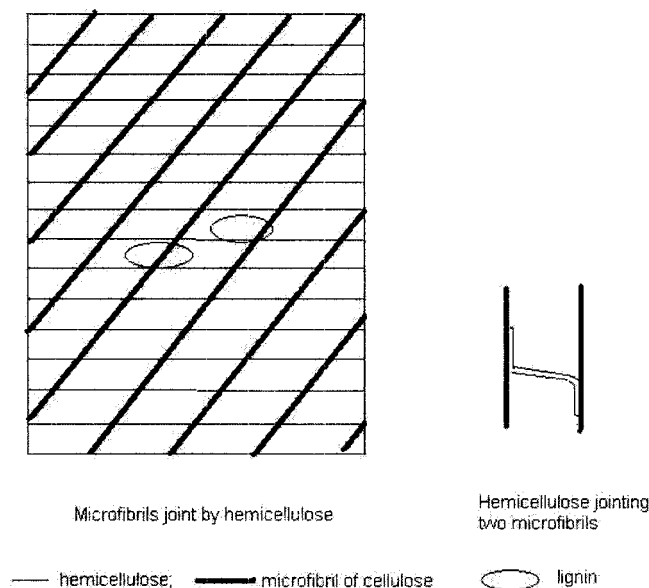 Microfibrils joint by hemicellulose
Hemicellulose jointing
two microfibrils
hemicellulose;
microfibril of cellulose
lignin